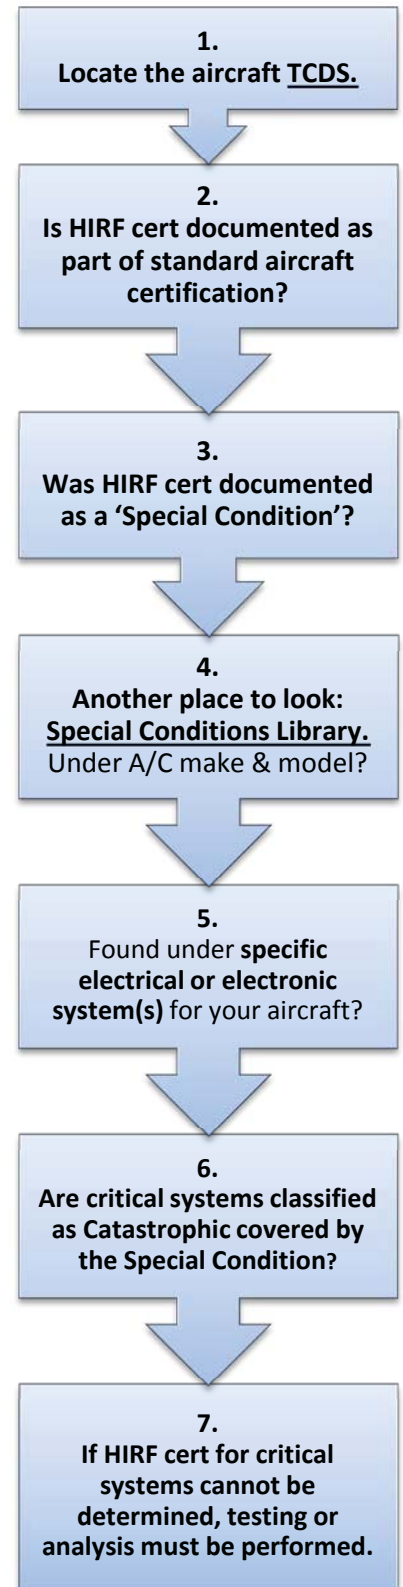 1.
Locate the aircraft TCDS.
2.
Is HIRF cert documented as
part of standard aircraft
certification?
3.
Was HIRF cert documented
as a ‘Special Condition’?
4.
Another place to look:
Special Conditions Library.
Under A/C make & model?
5.
Found under specific
electrical or electronic
system(s) for your aircraft?
6.
Are critical systems classified
as Catastrophic covered by
the Special Condition?
7.
If HIRF cert for critical
systems cannot be
determined, testing or
analysis must be performed.